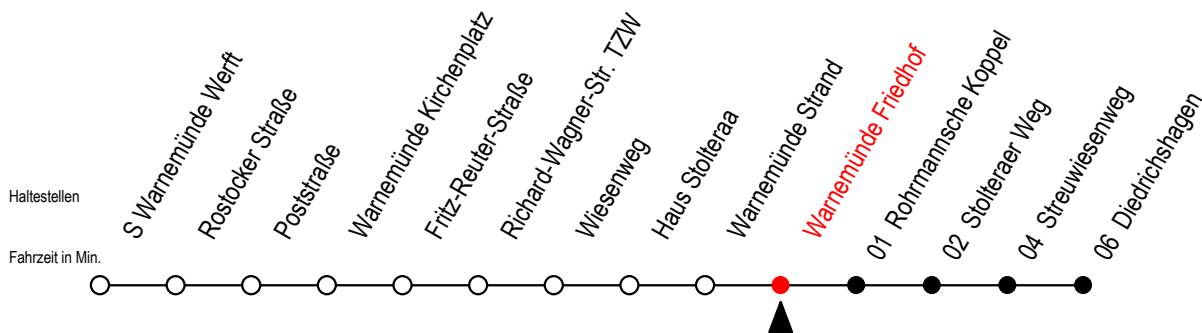 S Warnemünde Werft
Rostocker Straße
Poststraße
Warnemünde Kirchenplatz
Fritz-Reuter-Straße
Richard-Wagner-Str. TZW
Wiesenweg
Haus Stolteraa
Warnemünde Strand
Warnemünde Friedhof
01 Rohrmannsche Koppel
02 Stolteraer Weg
04 Streuwiesenweg
06 Diedrichshagen
Haltestellen
Fahrzeit in Min.